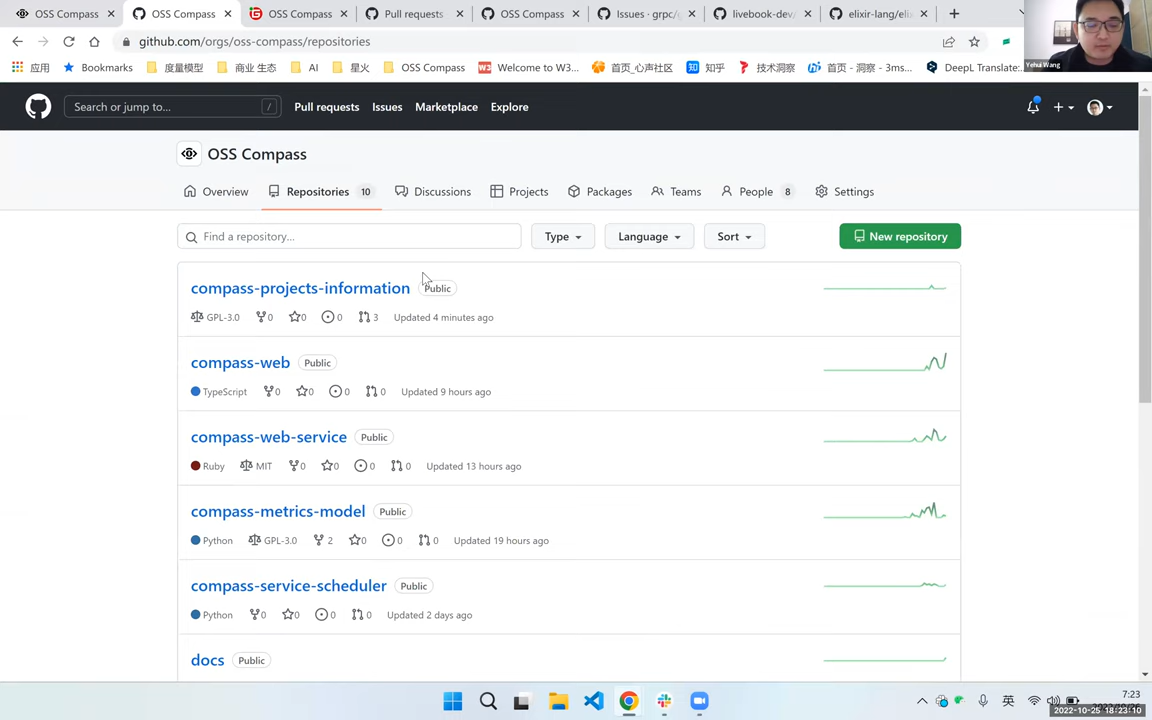 OSS Compass
OSS Compass
OSS Compass
Pull requests
OSS Compass
Issues · grpc/g
livebook-dev/
elixir-lang/eli
github.com/orgs/oss-compass/repositories
应用
Bookmarks
度量模型
商业 生态
AI
星火
OSS Compass
Welcome to W3...
首页_心声社区
知乎
技术洞察
首页 - 洞察 - 3ms...
DeepL Translate:...
Yehui Wang
Search or jump to...
/
Pull requests
Issues
Marketplace
Explore
OSS Compass
Overview
Repositories 10
Discussions
Projects
Packages
Teams
People 8
Settings
Find a repository...
Type
Language
Sort
New repository
compass-projects-information Public
GPL-3.0 0 0 0 3 Updated 4 minutes ago
compass-web Public
TypeScript 0 0 0 0 Updated 9 hours ago
compass-web-service Public
Ruby MIT 0 0 0 0 Updated 13 hours ago
compass-metrics-model Public
Python GPL-3.0 2 0 0 0 Updated 19 hours ago
compass-service-scheduler Public
Python 0 0 0 0 Updated 2 days ago
docs Public
英
7:23
2022-10-25 18:23:10